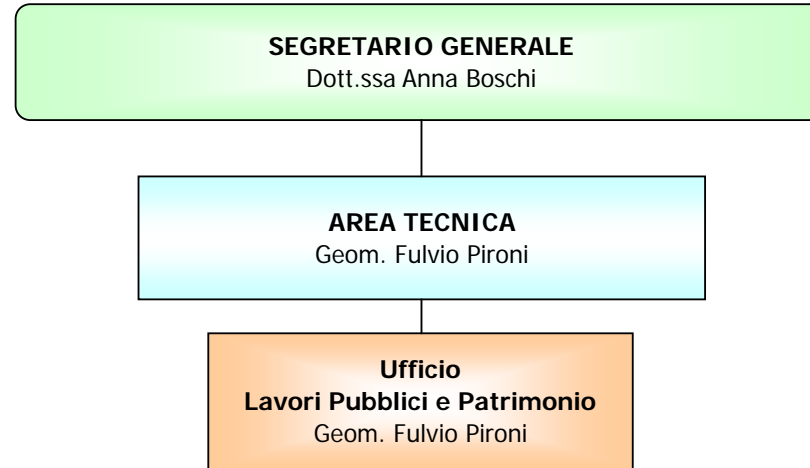 SEGRETARIO GENERALE
Dott.ssa Anna Boschi
AREA TECNICA
Geom. Fulvio Pironi
Ufficio
Lavori Pubblici e Patrimonio
Geom. Fulvio Pironi